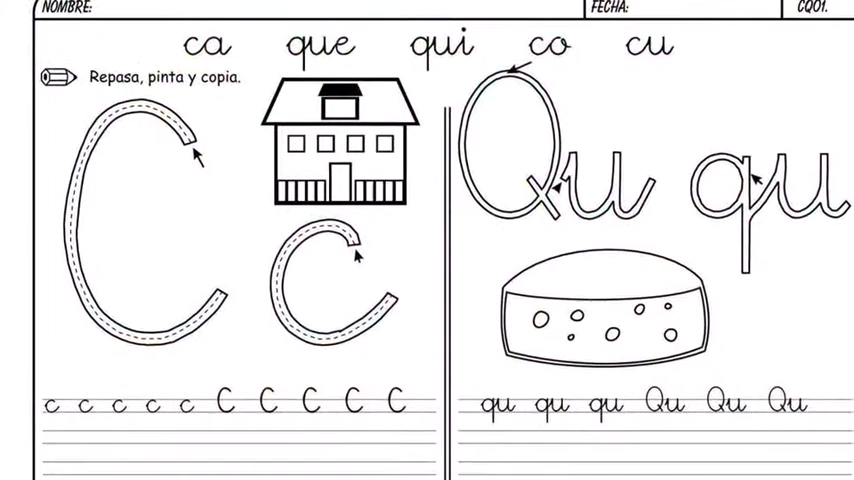 NOMBRE: FECHA: CQ01.
ca que qui co cu
Repasa, pinta y copia.
C c
Qu qu
c c c c c C C C C C
qu qu qu Qu Qu Qu